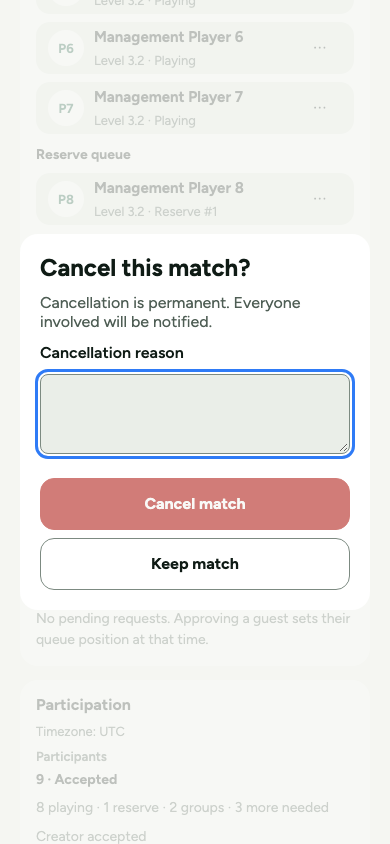 Level 3.2 · Playing
P6
Management Player 6
Level 3.2 · Playing
...
P7
Management Player 7
Level 3.2 · Playing
...
Reserve queue
P8
Management Player 8
Level 3.2 · Reserve #1
...
Cancel this match?
Cancellation is permanent. Everyone
involved will be notified.
Cancellation reason
Cancel match
Keep match
No pending requests. Approving a guest sets their
queue position at that time.
Participation
Timezone: UTC
Participants
9 · Accepted
8 playing · 1 reserve · 2 groups · 3 more needed
Creator accepted